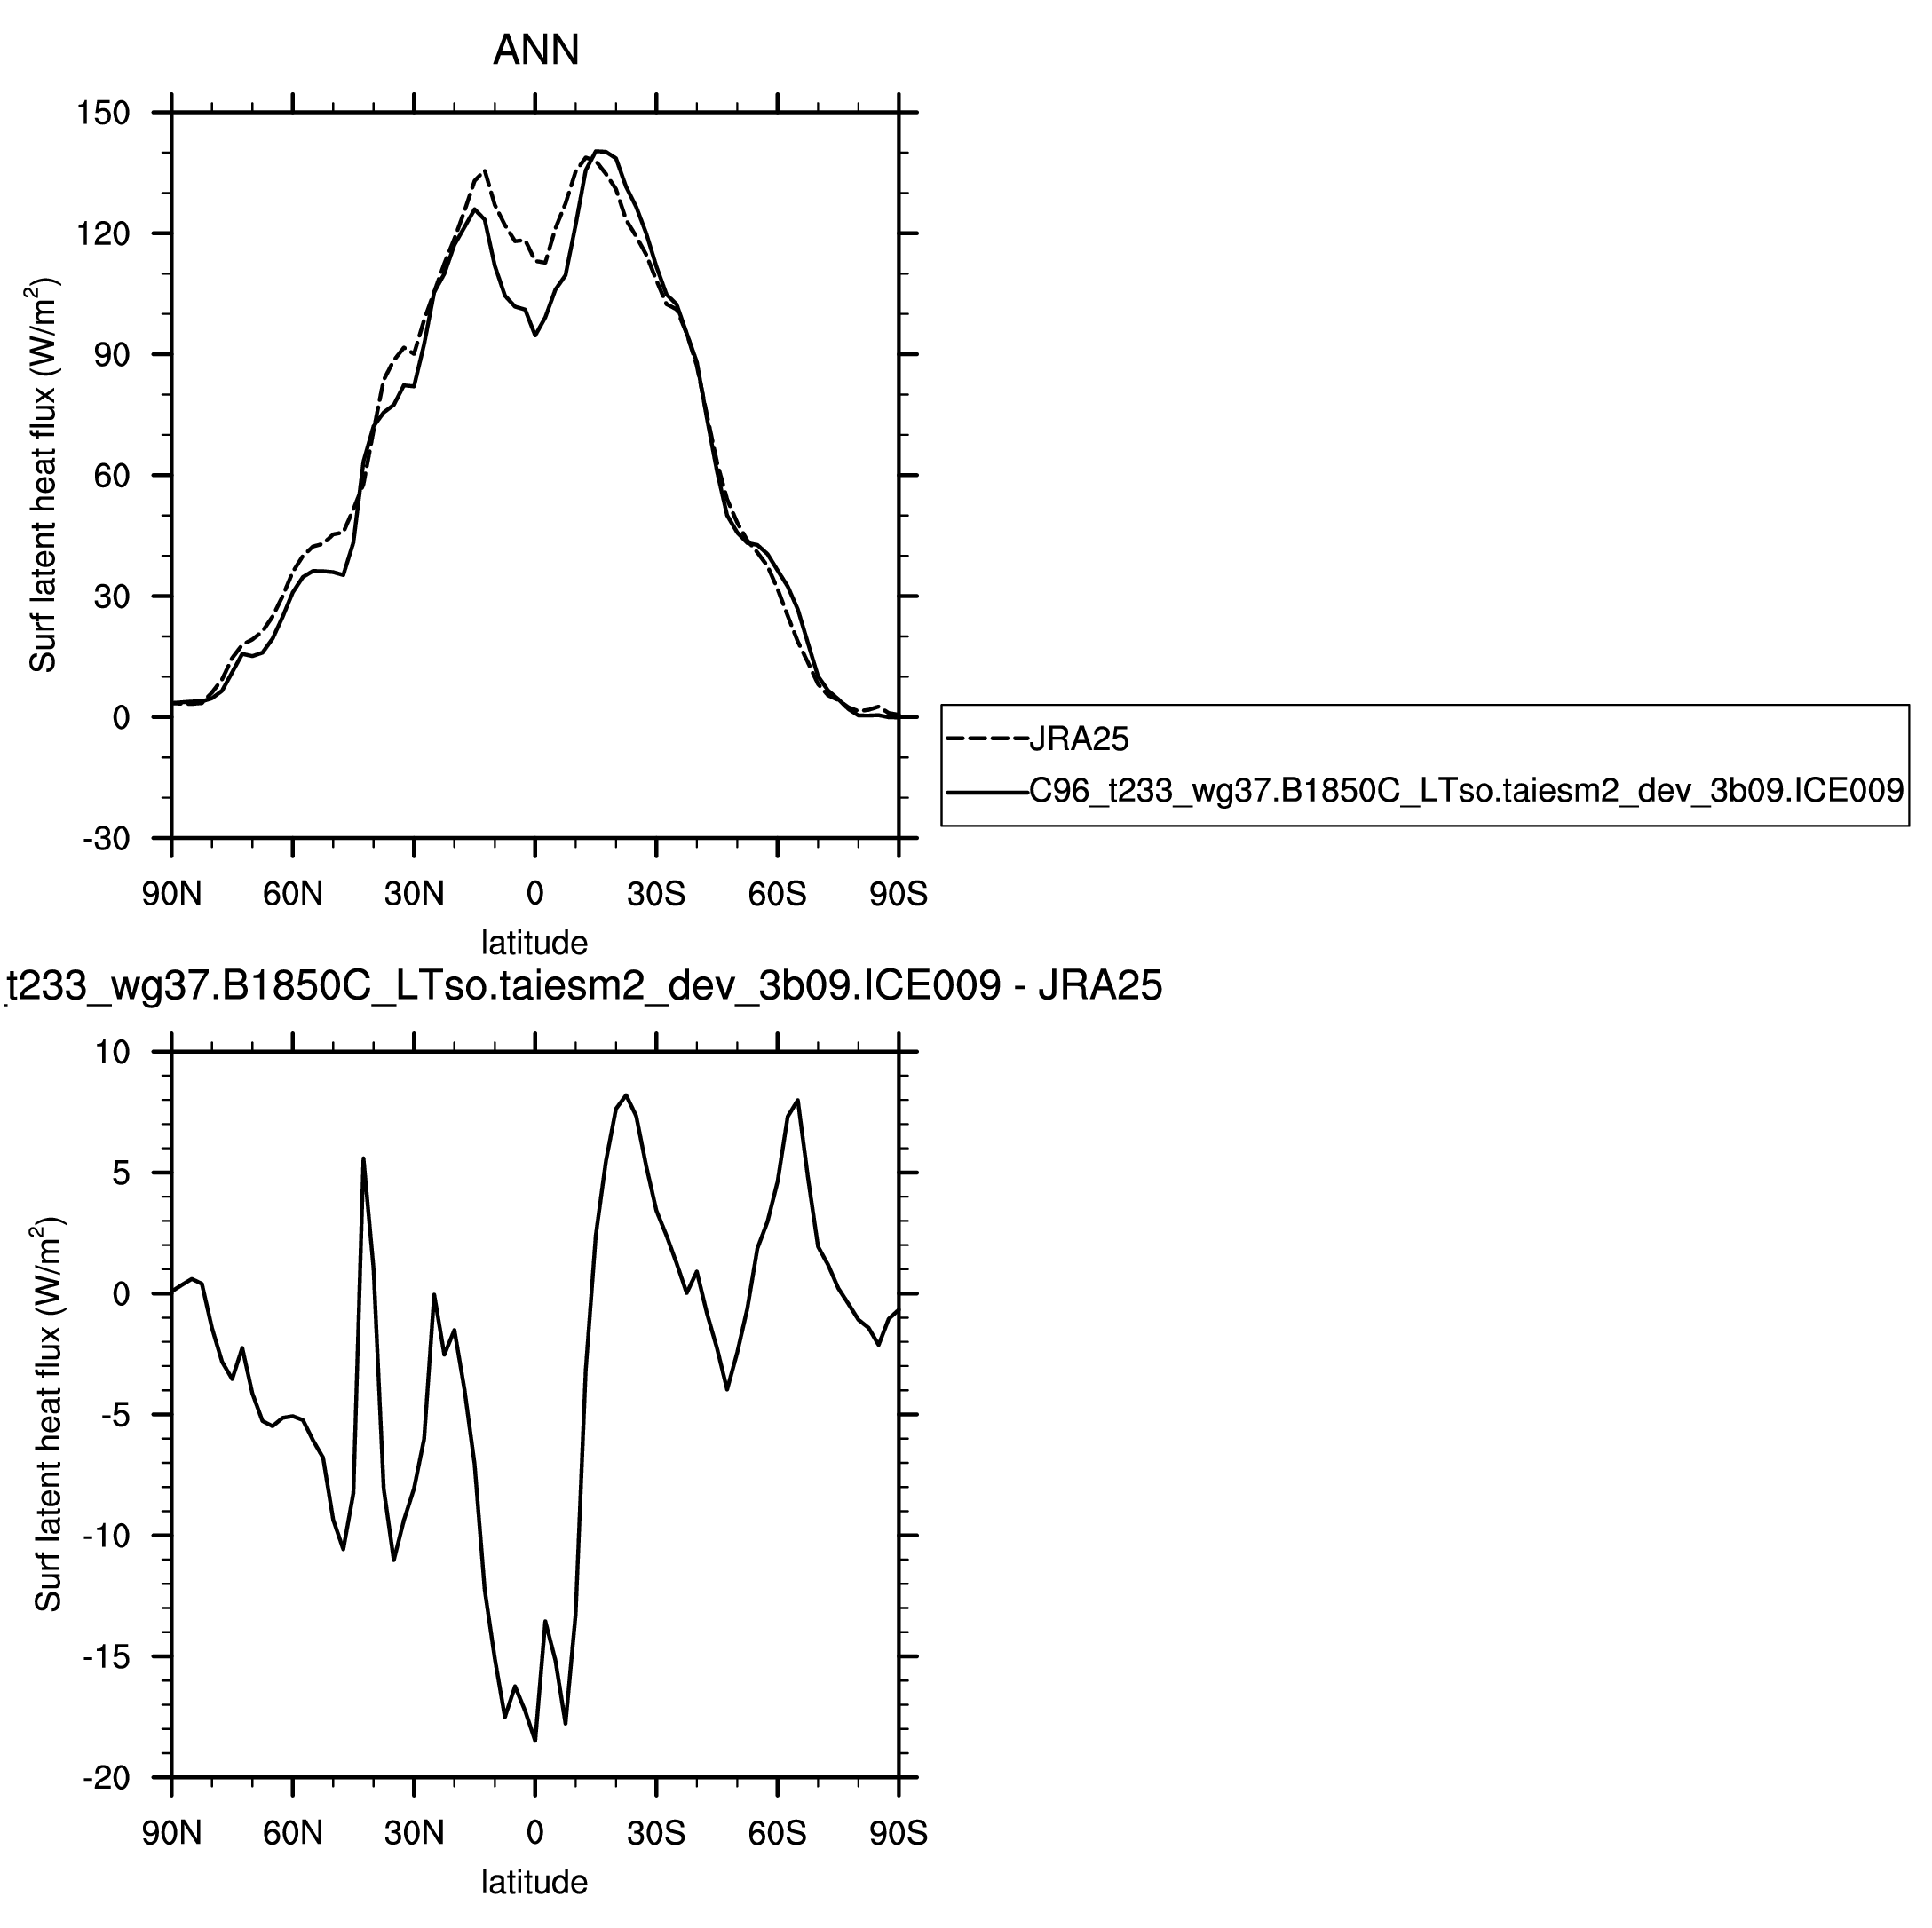 ANN
150
120
90
60
30
0
-30
Surf latent heat flux (W/m2)
90N 60N 30N 0 30S 60S 90S
latitude
JRA25
C96_t233_wg37.B1850C_LTso.taiesm2_dev_3b09.ICE009
t233_wg37.B1850C_LTso.taiesm2_dev_3b09.ICE009 - JRA25
10
5
0
-5
-10
-15
-20
Surf latent heat flux (W/m2)
90N 60N 30N 0 30S 60S 90S
latitude